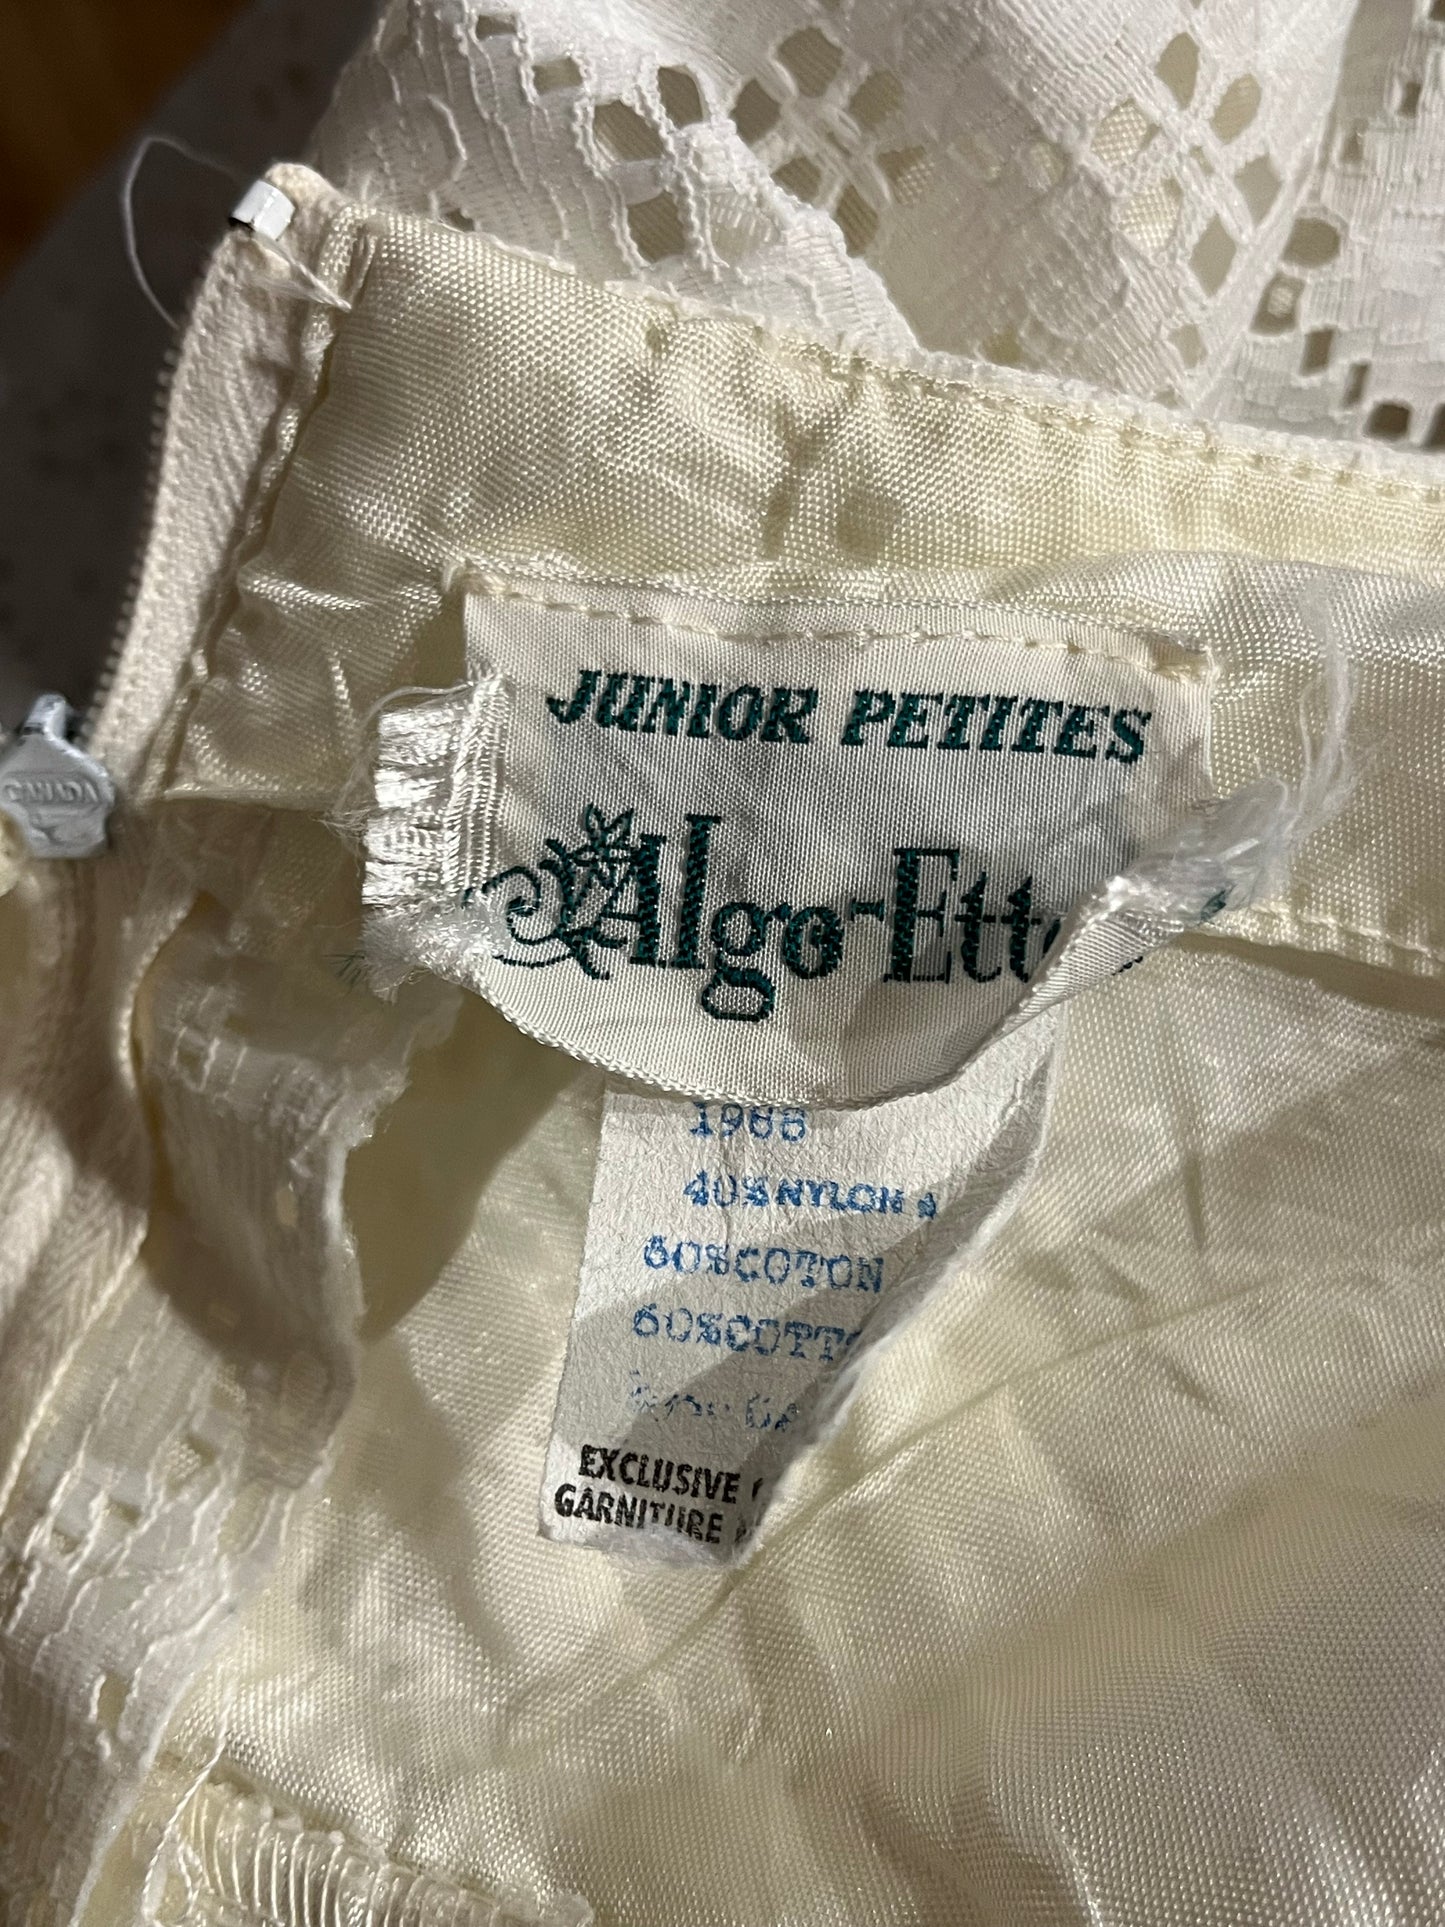 CANADA
JUNIOR PETITES
Algo-Ette
1988
40%NYLON &
60%COTON
60%COTTO
EXCLUSIVE
GARNITURE